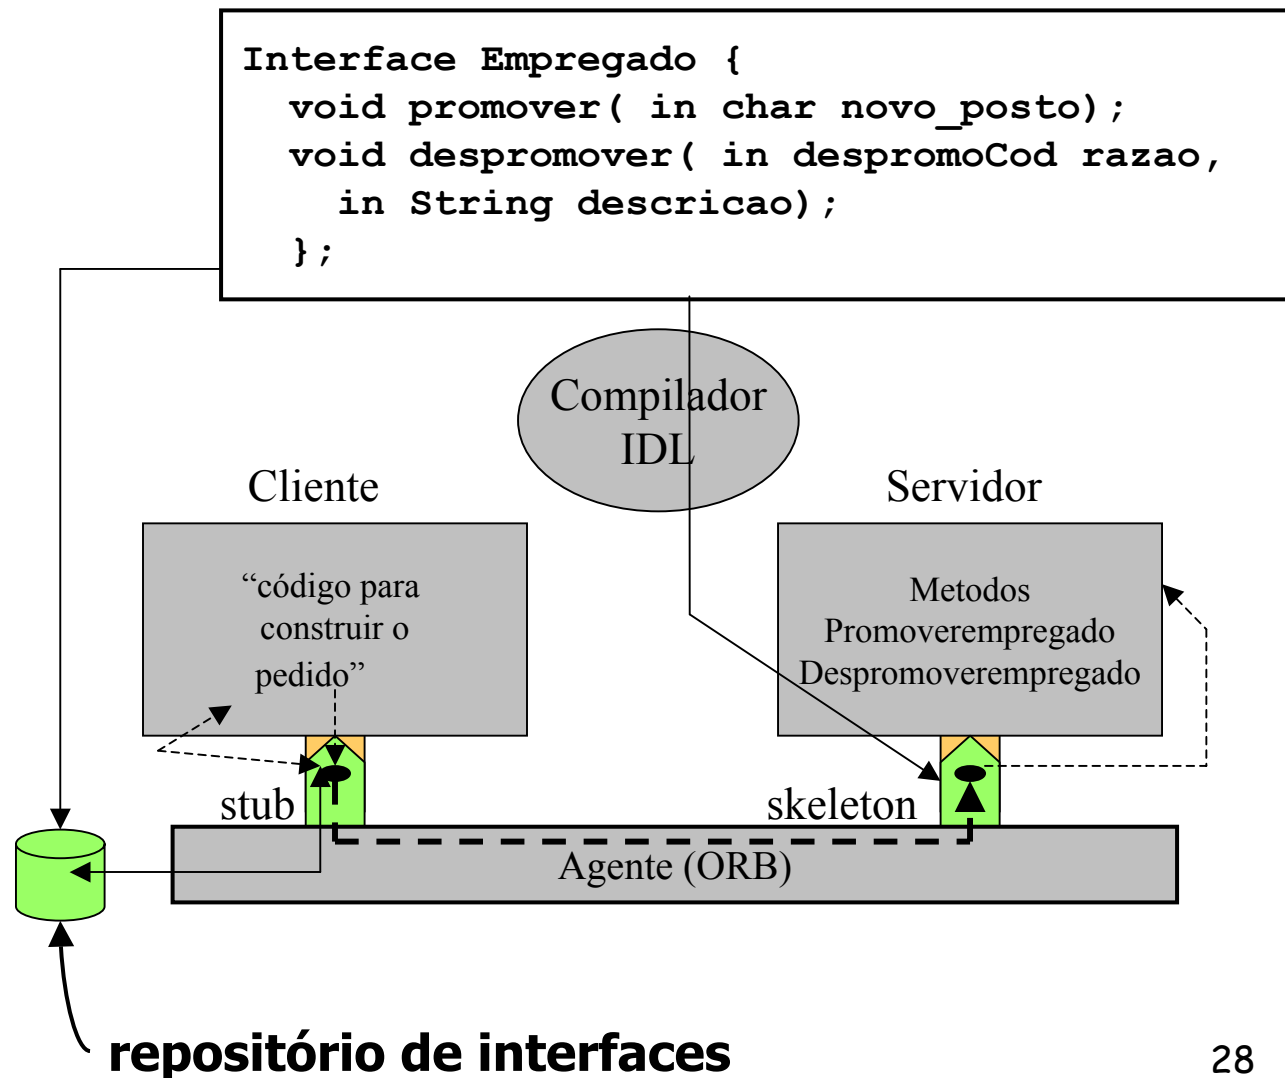 Interface Empregado {
void promover( in char novo_posto);
void despromover( in despromoCod razao,
in String descricao);
};
Compilador
IDL
Cliente
Servidor
“código para
construir o
pedido”
Metodos
Promoverempregado
Despromoverempregado
stub
skeleton
Agente (ORB)
repositório de interfaces
28